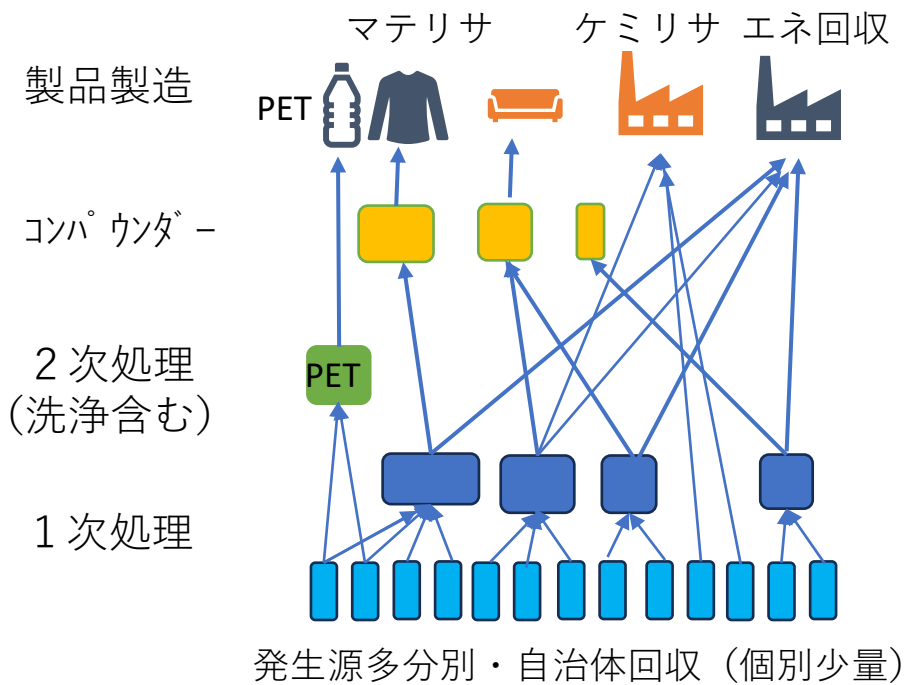 マテリサ
ケミリサ
エネ回収
製品製造
PET
コンパウンダー
２次処理
PET
(洗浄含む)
１次処理
発生源多分別・自治体回収（個別少量）